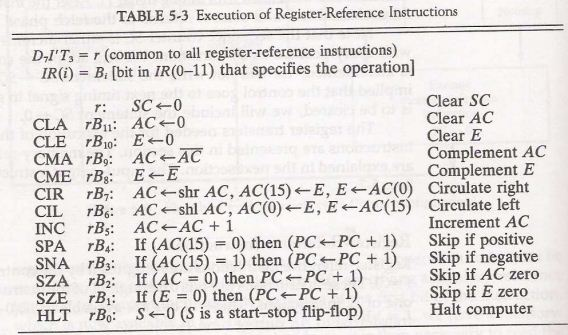 TABLE 5-3 Execution of Register-Reference Instructions
D₇I′T₃ = r (common to all register-reference instructions)
IR(i) = Bᵢ [bit in IR(0–11) that specifies the operation]
r: SC ← 0 Clear SC
CLA rB₁₁: AC ← 0 Clear AC
CLE rB₁₀: E ← 0 Clear E
CMA rB₉: AC ← A̅C̅ Complement AC
CME rB₈: E ← E̅ Complement E
CIR rB₇: AC ← shr AC, AC(15) ← E, E ← AC(0) Circulate right
CIL rB₆: AC ← shl AC, AC(0) ← E, E ← AC(15) Circulate left
INC rB₅: AC ← AC + 1 Increment AC
SPA rB₄: If (AC(15) = 0) then (PC ← PC + 1) Skip if positive
SNA rB₃: If (AC(15) = 1) then (PC ← PC + 1) Skip if negative
SZA rB₂: If (AC = 0) then PC ← PC + 1) Skip if AC zero
SZE rB₁: If (E = 0) then (PC ← PC + 1) Skip if E zero
HLT rB₀: S ← 0 (S is a start–stop flip-flop) Halt computer